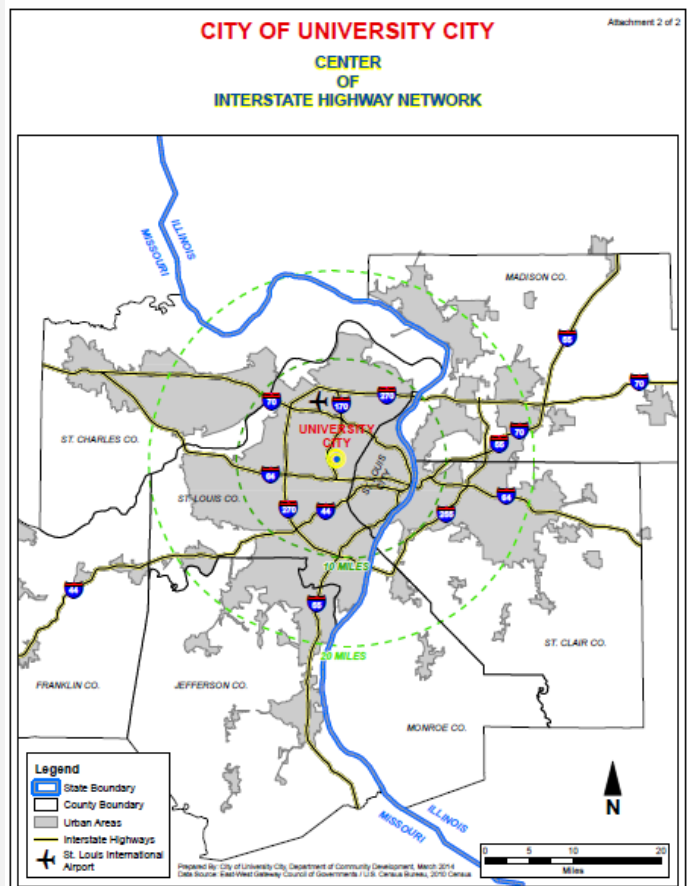 Attachment 2 of 2
CITY OF UNIVERSITY CITY
CENTER
OF
INTERSTATE HIGHWAY NETWORK
ILLINOIS
MISSOURI
MADISON CO.
55
70
70
170
270
70
UNIVERSITY
CITY
55
ST. CHARLES CO.
64
ST. LOUIS
CITY
64
ST. LOUIS CO.
270
44
255
10 MILES
44
55
ST. CLAIR CO.
20 MILES
FRANKLIN CO.
JEFFERSON CO.
MONROE CO.
Legend
State Boundary
County Boundary
Urban Areas
Interstate Highways
St. Louis International
Airport
ILLINOIS
MISSOURI
N
0 5 10 20
Miles
Prepared By: City of University City, Department of Community Development, March 2014
Data Source: East-West Gateway Council of Governments / U.S. Census Bureau, 2010 Census